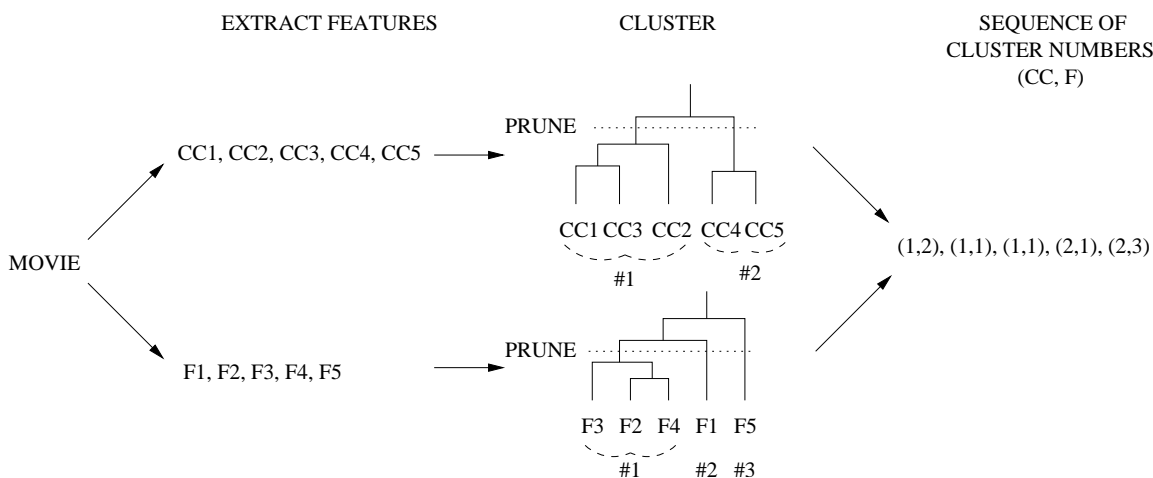 EXTRACT FEATURES
CLUSTER
SEQUENCE OF
CLUSTER NUMBERS
(CC, F)
PRUNE
CC1, CC2, CC3, CC4, CC5
CC1 CC3 CC2 CC4 CC5
#1 #2
MOVIE
(1,2), (1,1), (1,1), (2,1), (2,3)
PRUNE
F1, F2, F3, F4, F5
F3 F2 F4 F1 F5
#1 #2 #3